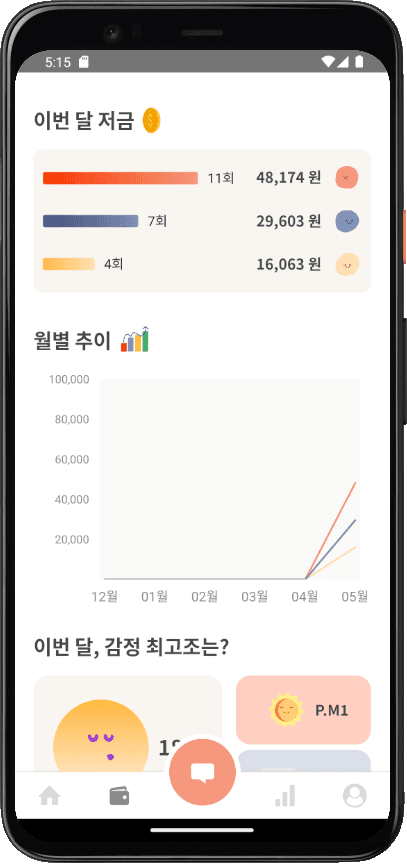 5:15
이번 달 저금
11회 48,174 원
7회 29,603 원
4회 16,063 원
월별 추이
100,000
80,000
60,000
40,000
20,000
12월 01월 02월 03월 04월 05월
이번 달, 감정 최고조는?
P.M1